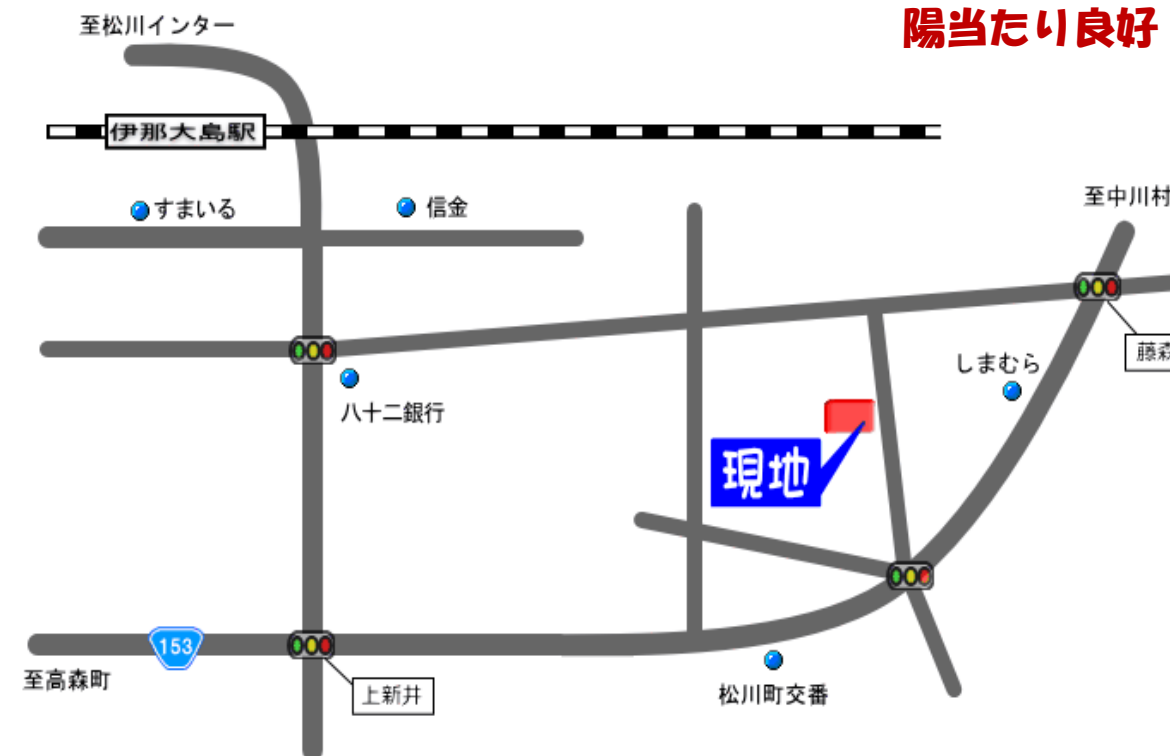 至松川インター
陽当たり良好
伊那大島駅
すまいる
信金
至中川村
藤森
しまむら
八十二銀行
現地
153
至高森町
上新井
松川町交番